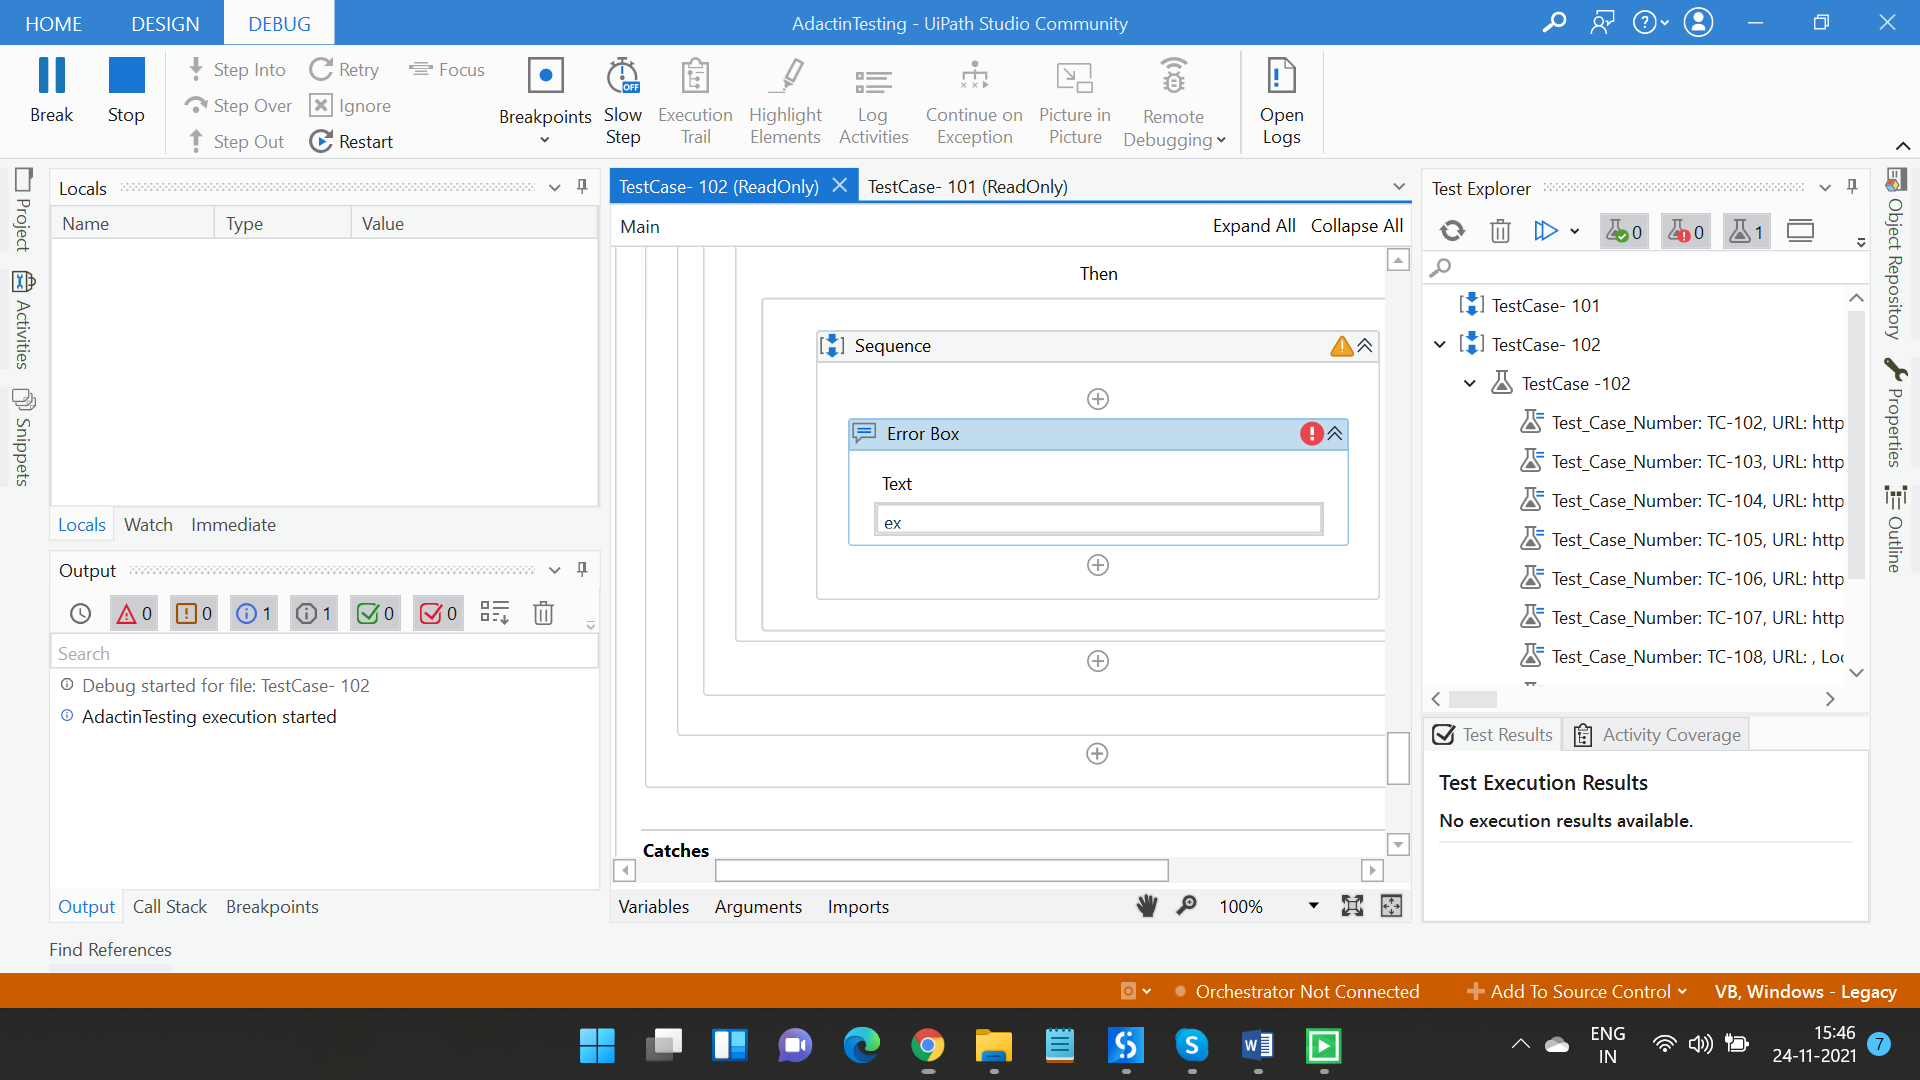 HOME DESIGN DEBUG AdactinTesting - UiPath Studio Community
Break
Stop
Step Into
Step Over
Step Out
Retry
Ignore
Restart
Focus
Breakpoints
Slow Step
Execution Trail
Highlight Elements
Log Activities
Continue on Exception
Picture in Picture
Remote Debugging
Open Logs
Project
Activities
Snippets
Locals
Name Type Value
Locals Watch Immediate
Output
0 0 1 1 0 0
Search
Debug started for file: TestCase- 102
AdactinTesting execution started
Output Call Stack Breakpoints
Find References
TestCase- 102 (ReadOnly) TestCase- 101 (ReadOnly)
Main Expand All Collapse All
Then
Sequence
Error Box
Text
ex
Catches
Variables Arguments Imports 100%
Test Explorer
0 0 1
TestCase- 101
TestCase- 102
TestCase -102
Test_Case_Number: TC-102, URL: http
Test_Case_Number: TC-103, URL: http
Test_Case_Number: TC-104, URL: http
Test_Case_Number: TC-105, URL: http
Test_Case_Number: TC-106, URL: http
Test_Case_Number: TC-107, URL: http
Test_Case_Number: TC-108, URL: , Loc
Test Results Activity Coverage
Test Execution Results
No execution results available.
Object Repository
Properties
Outline
Orchestrator Not Connected Add To Source Control VB, Windows - Legacy
ENG
IN
15:46
24-11-2021
7